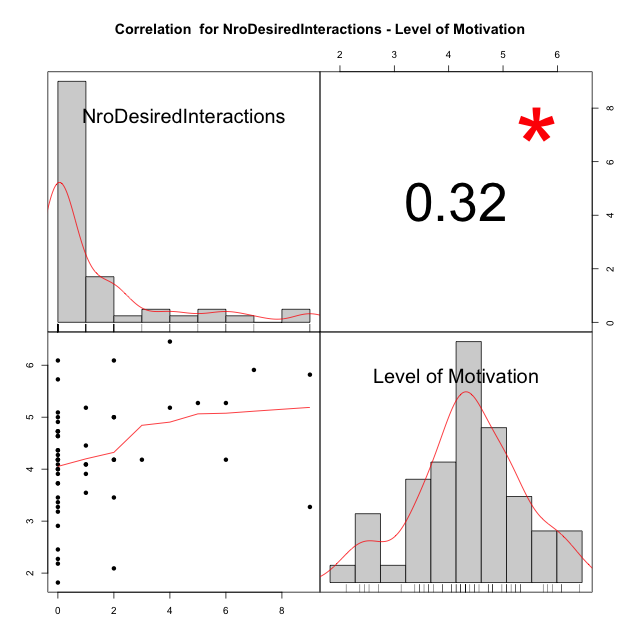 Correlation  for NroDesiredInteractions - Level of Motivation
2 3 4 5 6
NroDesiredInteractions
*
0.32
8
6
4
2
0
6
5
4
3
2
Level of Motivation
0 2 4 6 8